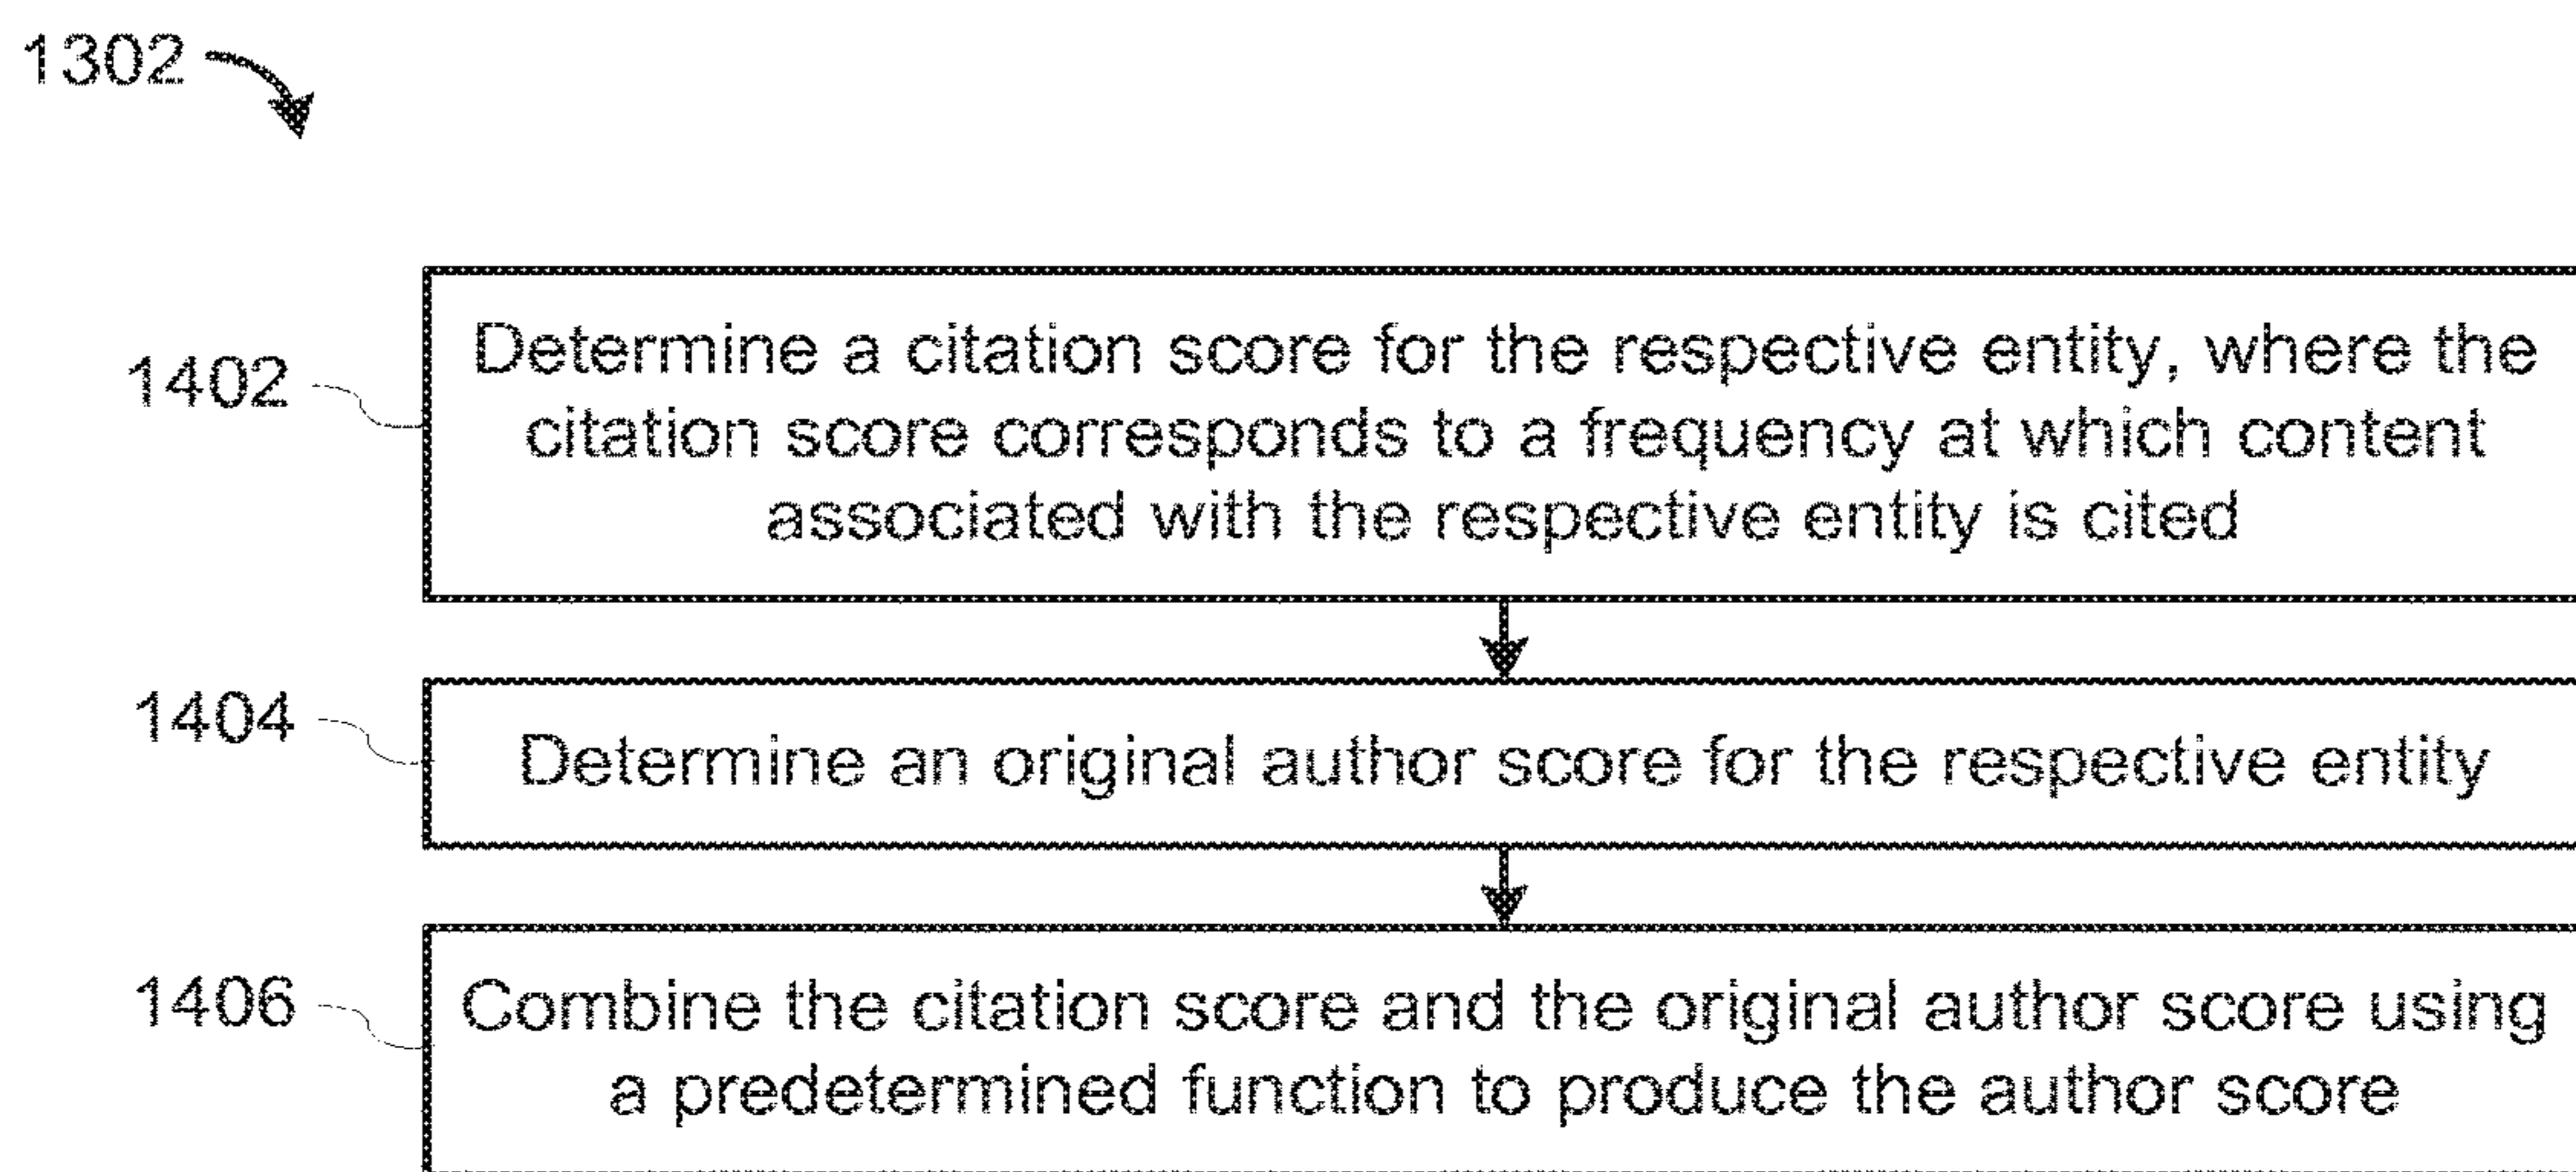 1302
1402
Determine a citation score for the respective entity, where the
citation score corresponds to a frequency at which content
associated with the respective entity is cited
1404
Determine an original author score for the respective entity
1406
Combine the citation score and the original author score using
a predetermined function to produce the author score